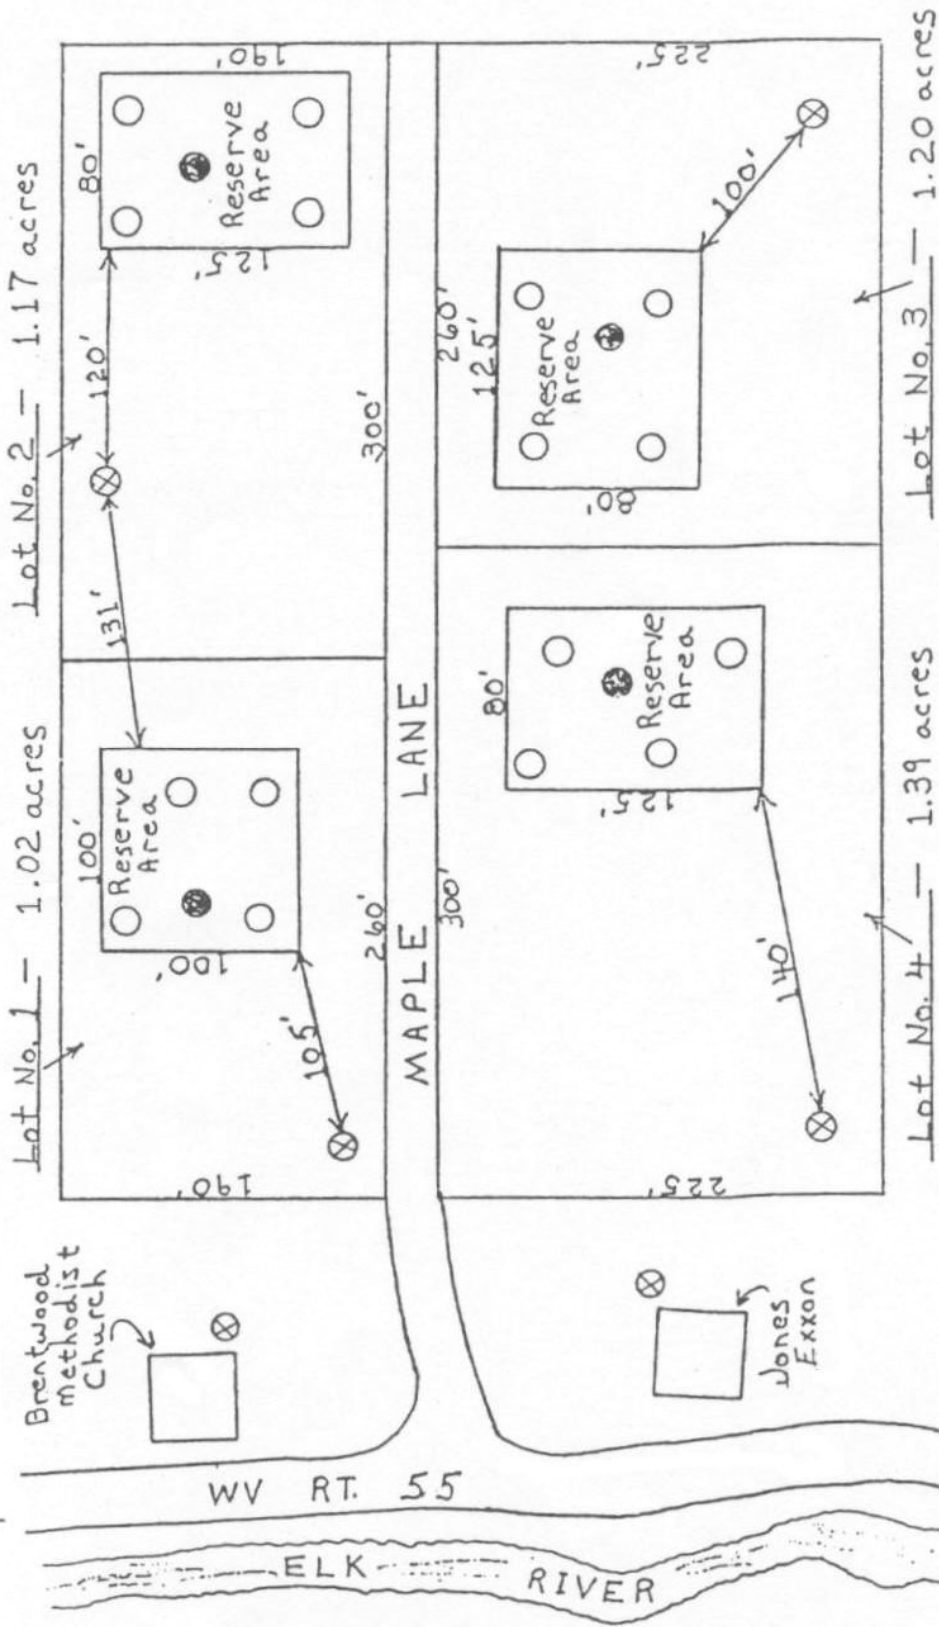 Lot No. 1 – 1.02 acres
Lot No. 2 – 1.17 acres
190'
100'
Reserve
Area
100'
105'
260'
131'
120'
80'
Reserve
Area
125'
190'
300'
Brentwood
Methodist
Church
WV RT. 55
ELK RIVER
MAPLE LANE
Jones
Exxon
225'
300'
80'
Reserve
Area
125'
140'
260'
125'
Reserve
Area
80'
100'
225'
Lot No. 4 – 1.39 acres
Lot No. 3 – 1.20 acres